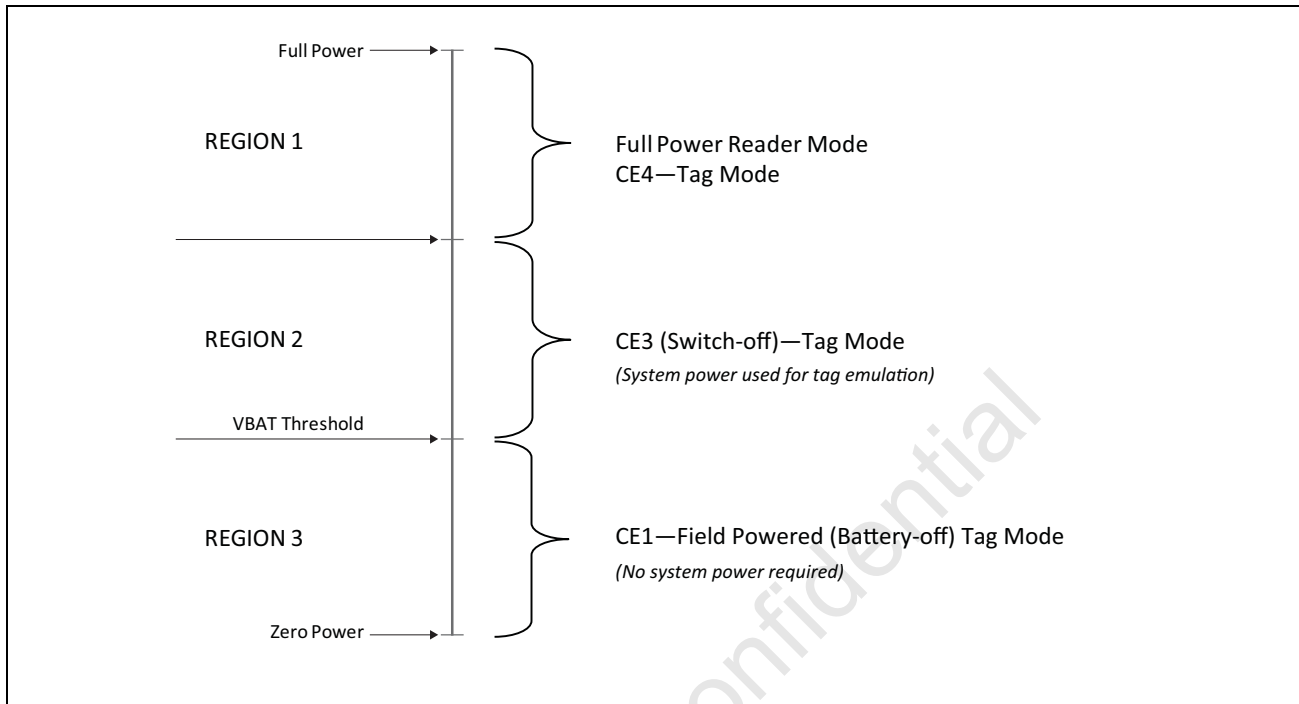 Full Power
REGION 1
Full Power Reader Mode
CE4—Tag Mode
REGION 2
CE3 (Switch-off)—Tag Mode
(System power used for tag emulation)
VBAT Threshold
REGION 3
CE1—Field Powered (Battery-off) Tag Mode
(No system power required)
Zero Power